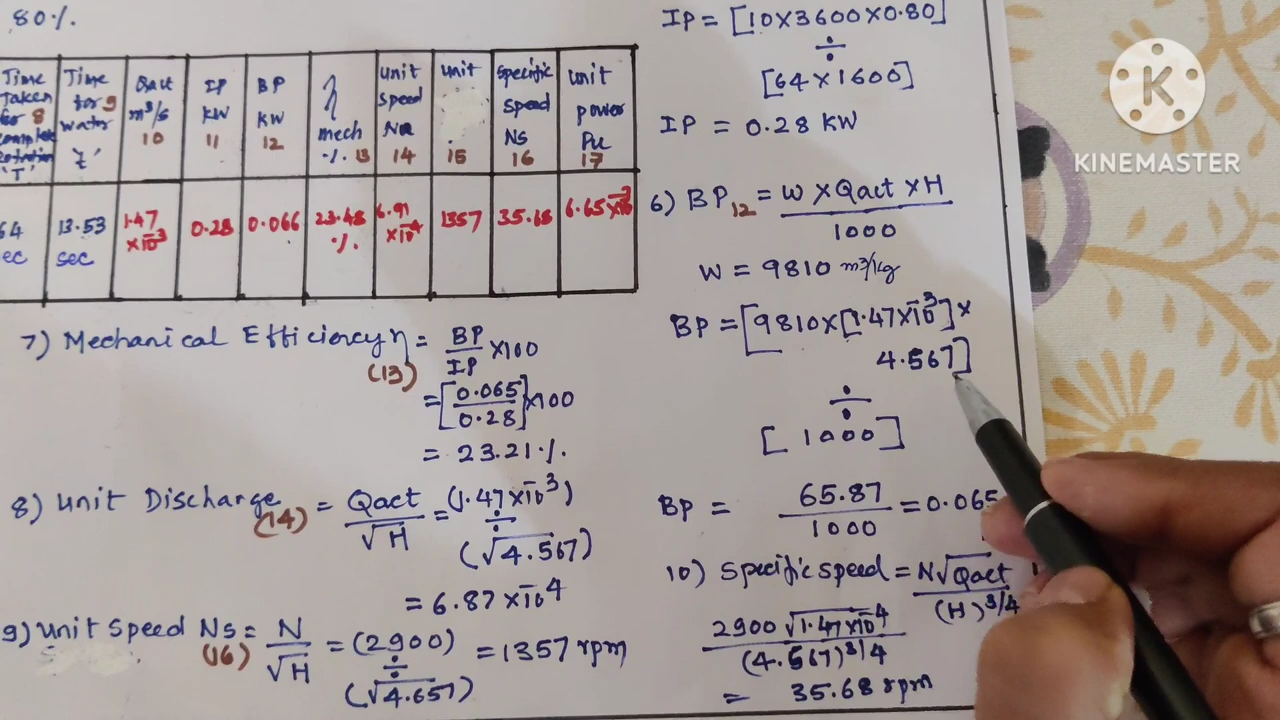 80%.
Time Taken for 8 complete rotation 'T'
Time for 9 water 't'
Qact m³/s 10
IP KW 11
BP KW 12
η mech % 13
unit speed Nu 14
unit 15
Specific speed Ns 16
unit power Pu 17
64 sec
13.53 sec
1.47 ×10⁻³
0.28
0.066
23.48 %.
6.91 ×10⁻⁴
1357
35.68
6.65×10⁻³
7) Mechanical Efficiency η = BP/IP ×100
(13)
= [0.065/0.28] ×100
= 23.21 %.
8) Unit Discharge (14) = Qact/√H = (1.47×10⁻³)
÷
(√4.567)
= 6.87 ×10⁻⁴
9) Unit Speed Ns = N/√H = (2900) ÷ (√4.657) = 1357 rpm
(16)
IP = [10×3600×0.80]
÷
[64×1600]
IP = 0.28 KW
6) BP12 = W × Qact × H
1000
W = 9810 m³/kg
BP = [9810×[1.47×10⁻³]×
4.567]
÷
[ 1000 ]
BP = 65.87/1000 = 0.065
10) Specific speed = N√Qact/(H)3/4
2900 √1.47×10⁻⁴
(4.567)3/4
= 35.68 rpm
K
KINEMASTER